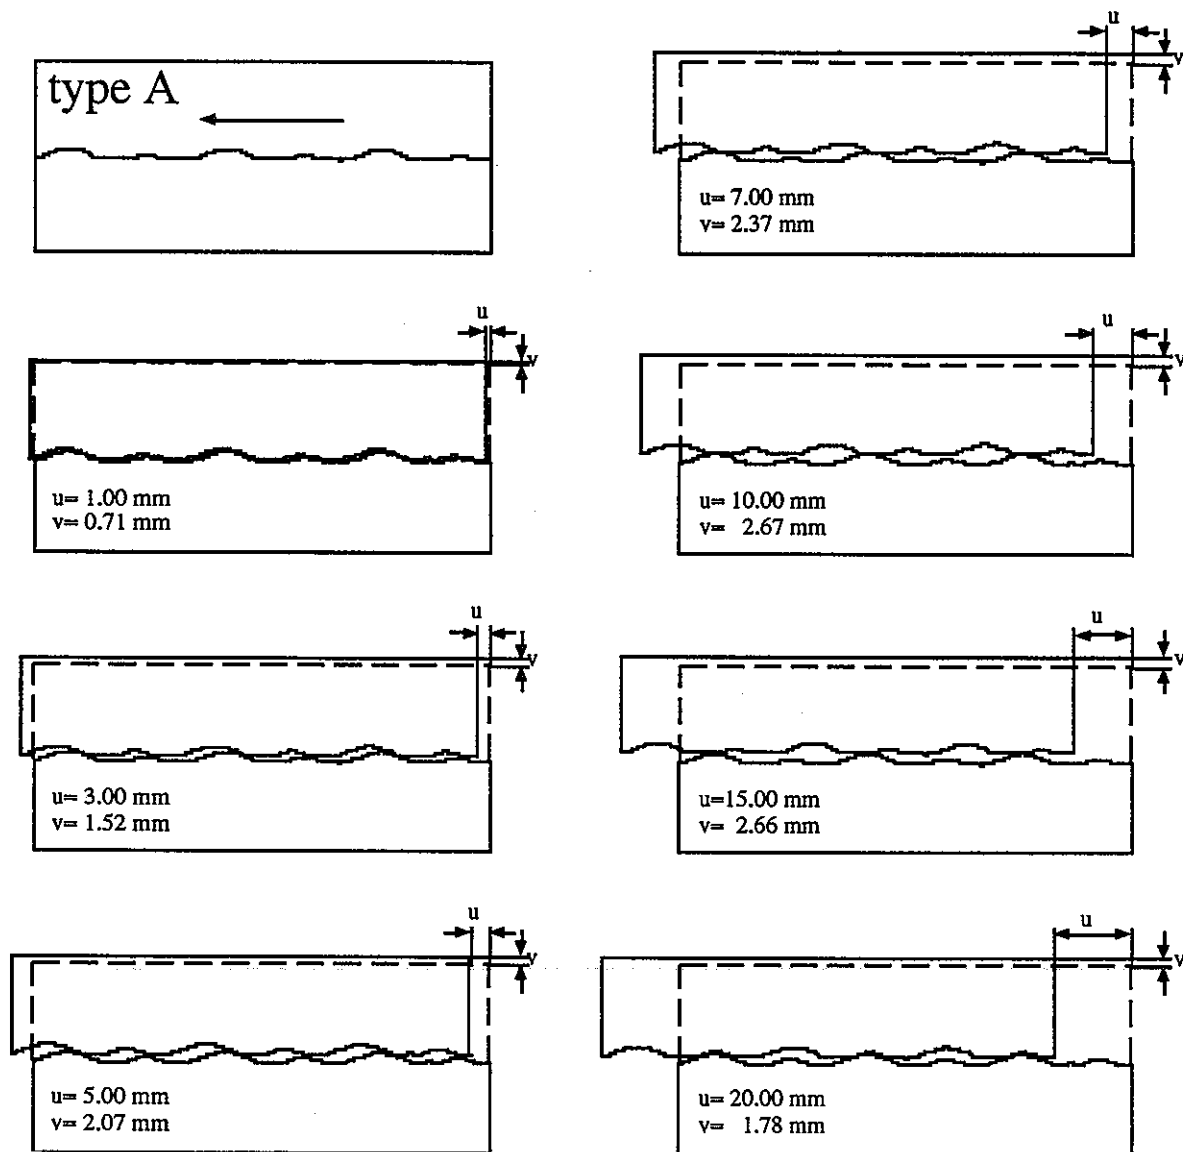 type A
u
v
u= 1.00 mm
v= 0.71 mm
u
v
u= 3.00 mm
v= 1.52 mm
u
v
u= 5.00 mm
v= 2.07 mm
u
v
u= 7.00 mm
v= 2.37 mm
u
v
u= 10.00 mm
v= 2.67 mm
u
v
u=15.00 mm
v= 2.66 mm
u
v
u= 20.00 mm
v= 1.78 mm